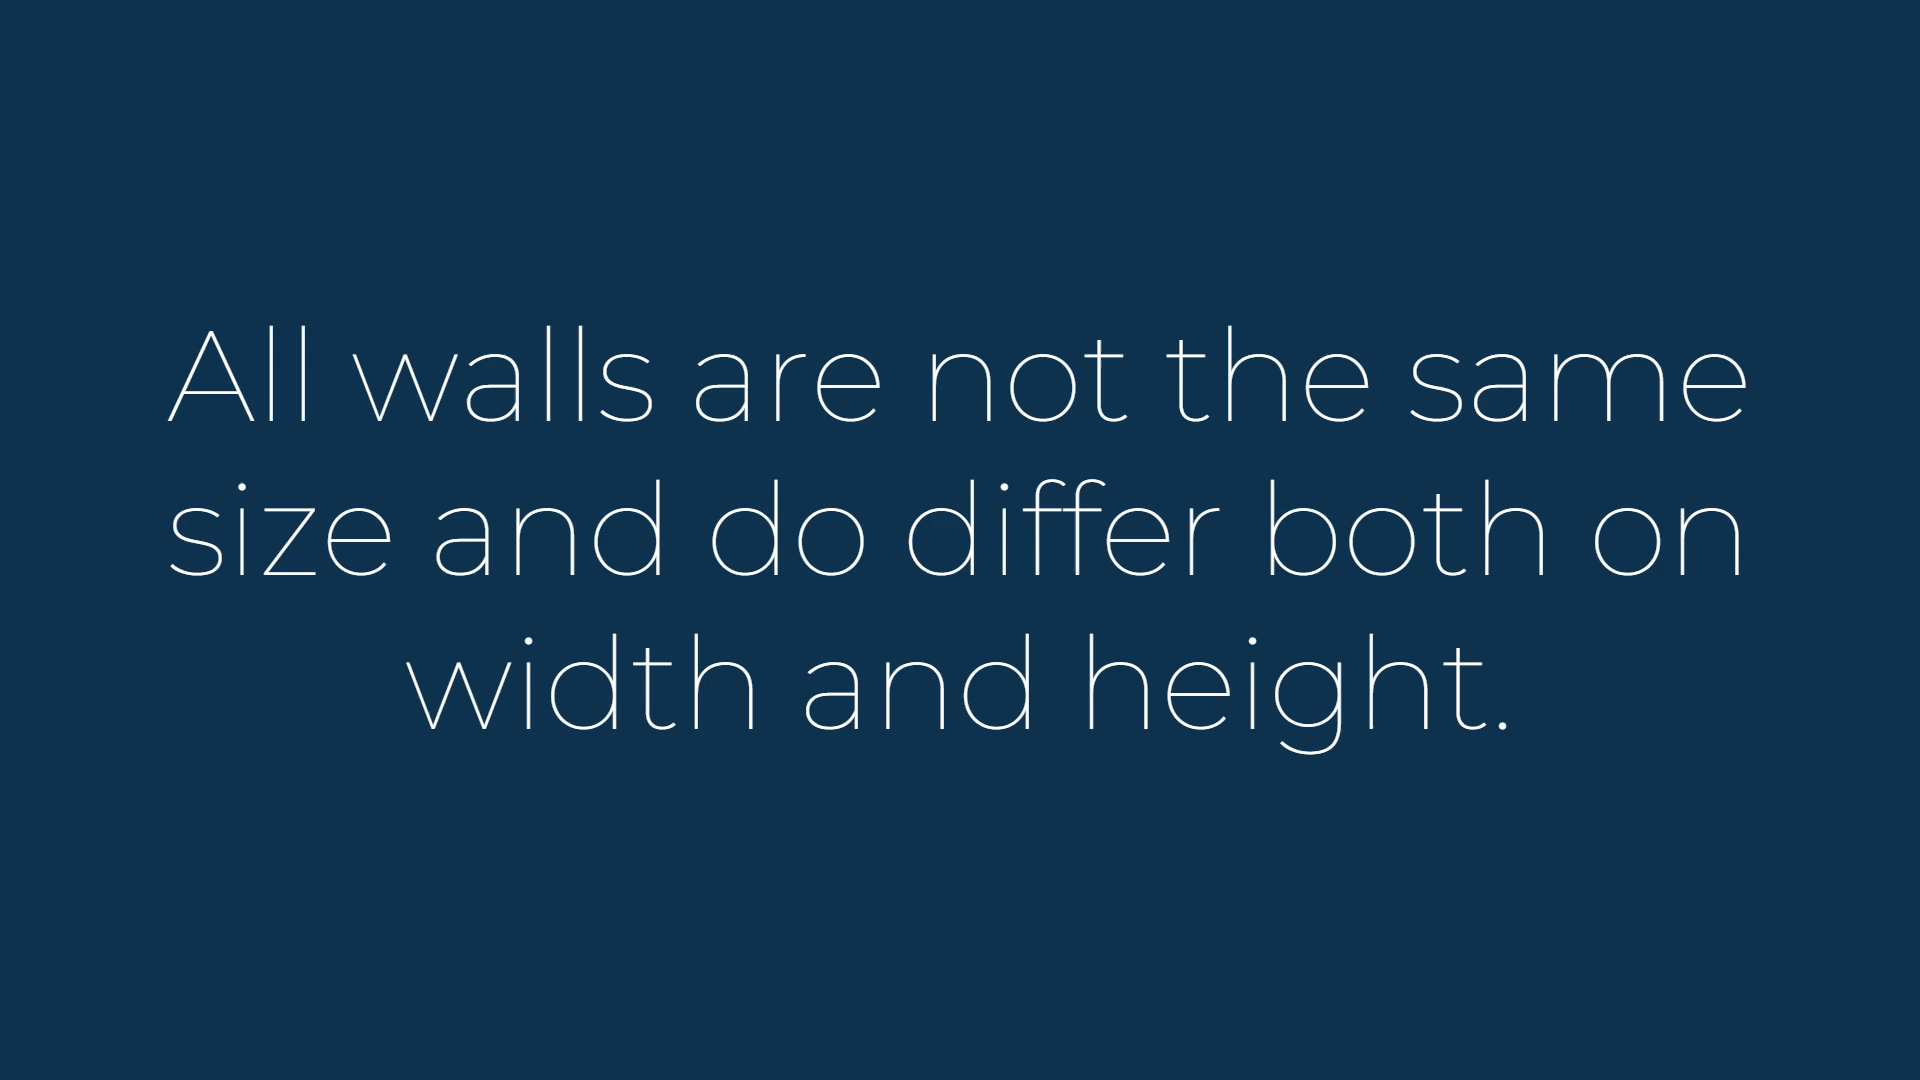 All walls are not the same
size and do differ both on
width and height.